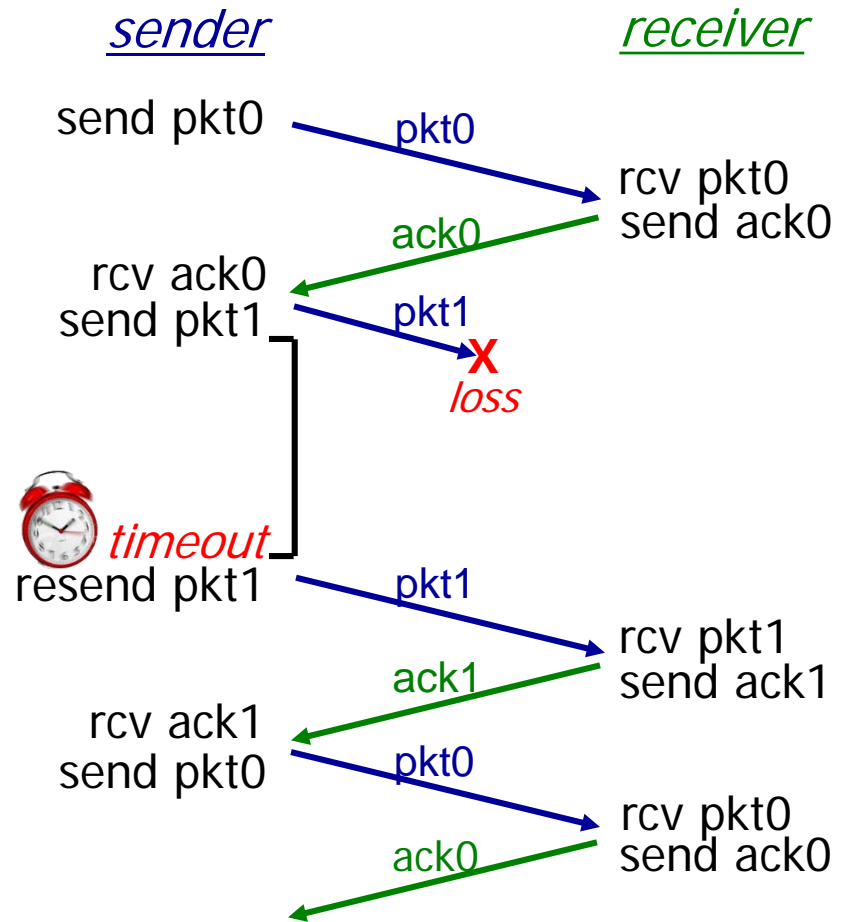 sender
receiver
send pkt0
pkt0
rcv pkt0
send ack0
ack0
rcv ack0
send pkt1
pkt1
X
loss
timeout
resend pkt1
pkt1
rcv pkt1
send ack1
ack1
rcv ack1
send pkt0
pkt0
rcv pkt0
send ack0
ack0